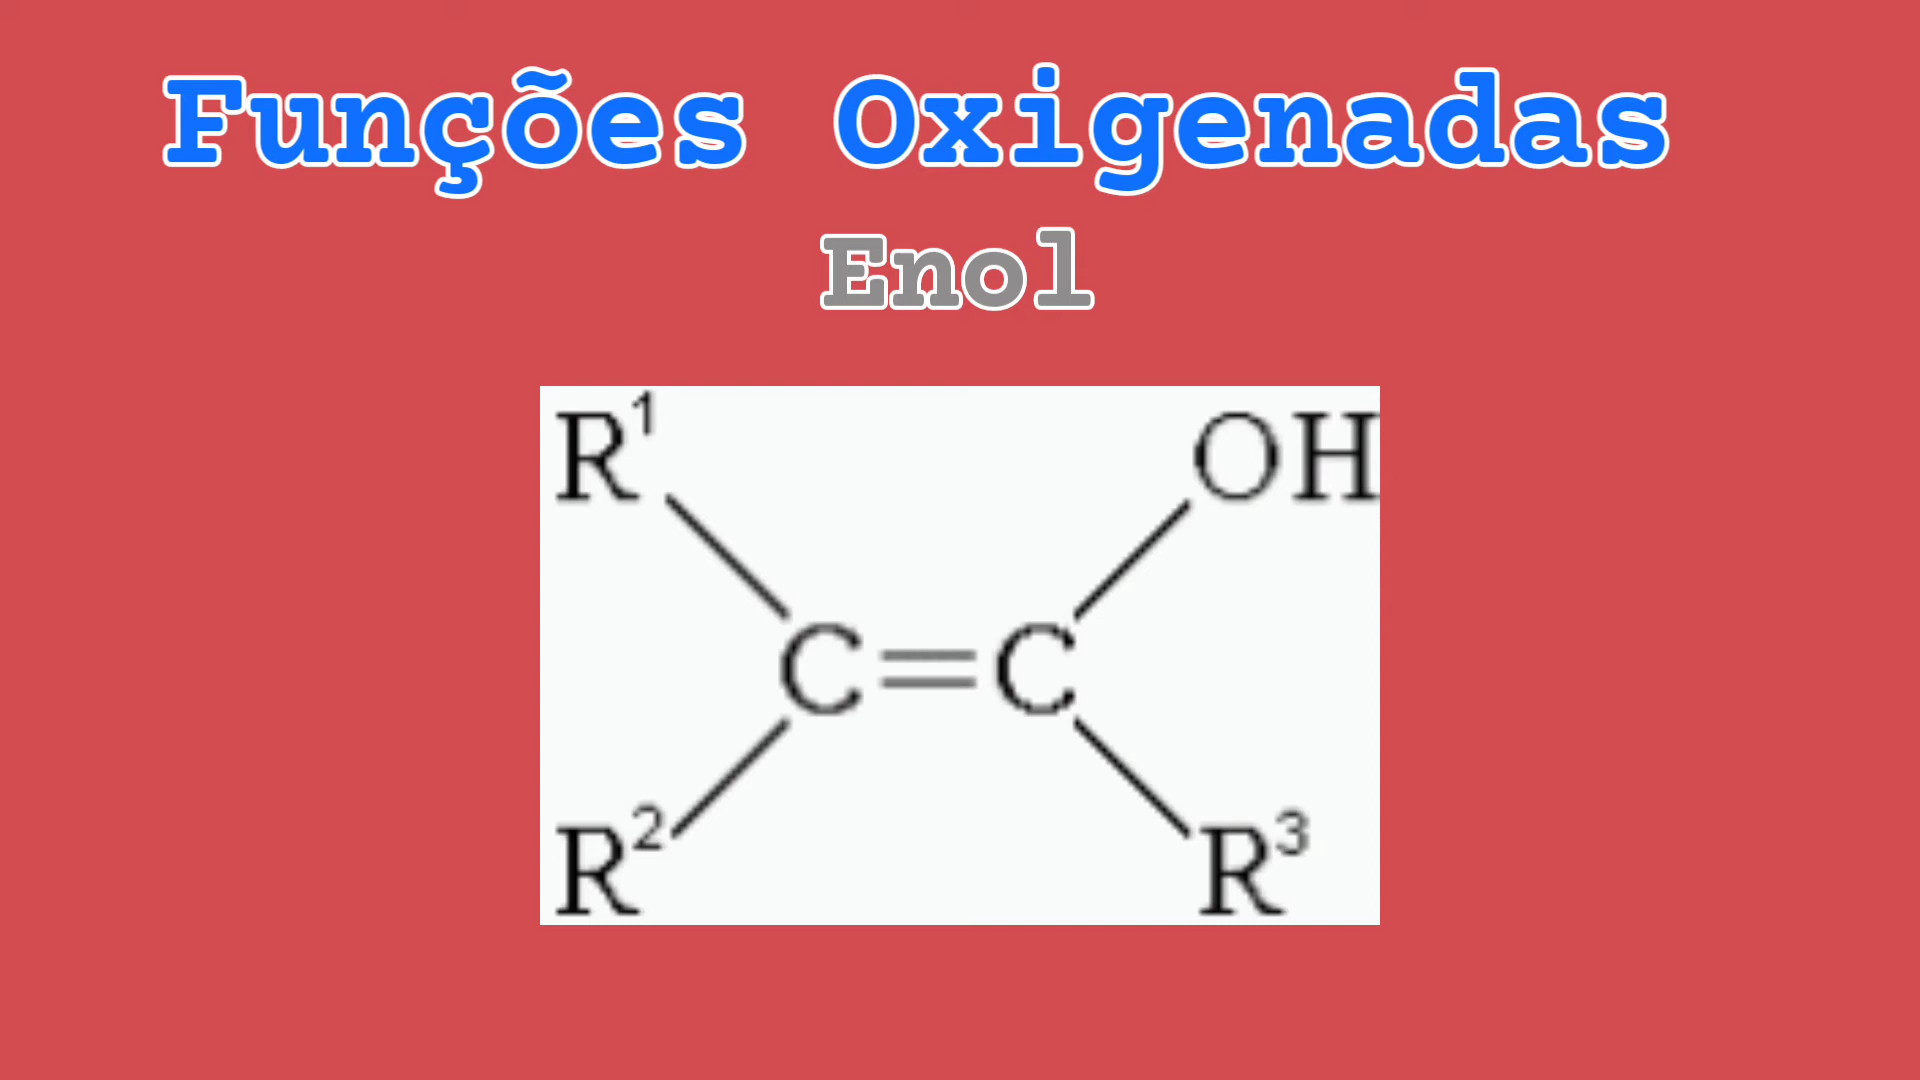 Funções Oxigenadas
Enol
R¹ OH
C=C
R² R³